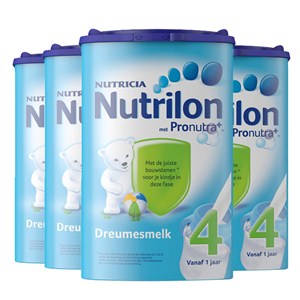 NUTRICIA
Nutrilon
met Pronutra+
Met de juiste
bouwstenen*
voor je kindje
in deze fase
Dreumesmelk
4
Vanaf 1 jaar